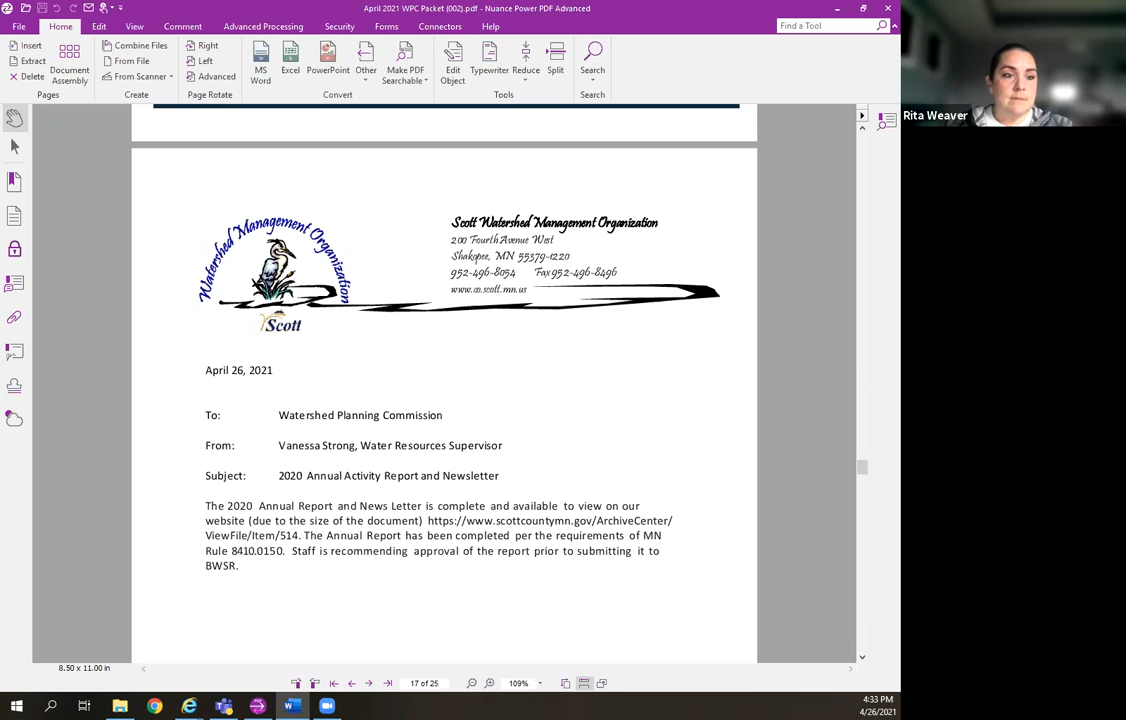 April 2021 WPC Packet (002).pdf - Nuance Power PDF Advanced
File Home Edit View Comment Advanced Processing Security Forms Connectors Help Find a Tool
Insert
Extract
Delete
Pages
Document
Assembly
Combine Files
From File
From Scanner
Create
Right
Left
Advanced
Page Rotate
MS
Word
Excel
PowerPoint
Other
Make PDF
Searchable
Convert
Edit
Object
Typewriter
Reduce
Split
Tools
Search
Search
Rita Weaver
Watershed Management Organization
Scott
Scott Watershed Management Organization
200 Fourth Avenue West
Shakopee, MN 55379-1220
952-496-8054 Fax 952-496-8496
www.co.scott.mn.us
April 26, 2021
To: Watershed Planning Commission
From: Vanessa Strong, Water Resources Supervisor
Subject: 2020 Annual Activity Report and Newsletter
The 2020 Annual Report and News Letter is complete and available to view on our
website (due to the size of the document) https://www.scottcountymn.gov/ArchiveCenter/
ViewFile/Item/514. The Annual Report has been completed per the requirements of MN
Rule 8410.0150. Staff is recommending approval of the report prior to submitting it to
BWSR.
8.50 x 11.00 in
17 of 25
109%
4:33 PM
4/26/2021